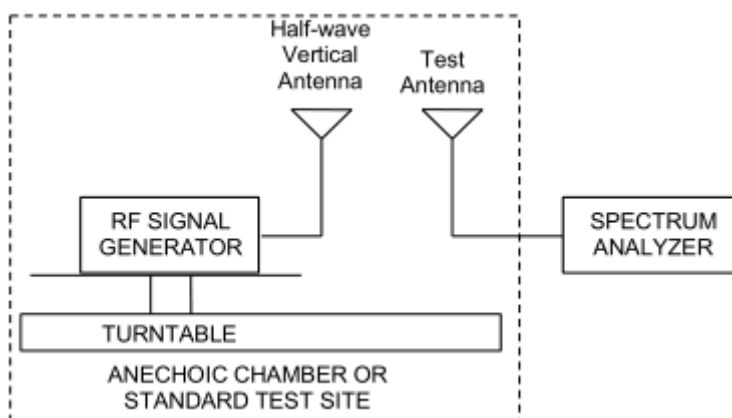 Half-wave
Vertical
Antenna
Test
Antenna
RF SIGNAL
GENERATOR
SPECTRUM
ANALYZER
TURNTABLE
ANECHOIC CHAMBER OR
STANDARD TEST SITE